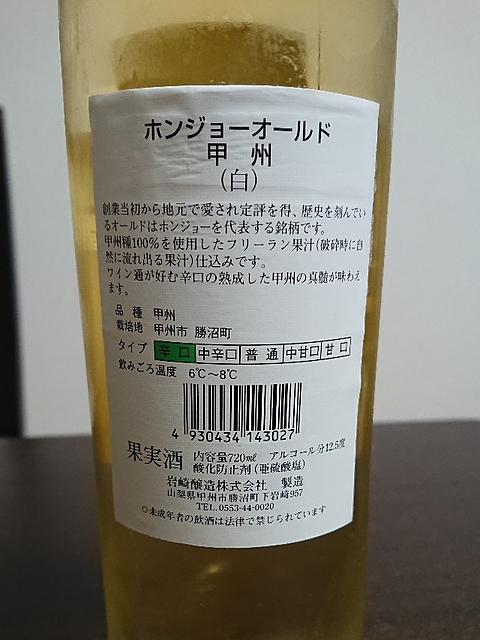 ホンジョーオールド
甲州
(白)
創業当初から地元で愛され定評を得、歴史を刻んでい
るオールドはホンジョーを代表する銘柄です。
甲州種100%を使用したフリーラン果汁(破砕時に自
然に流れ出る果汁)仕込みです。
ワイン通が好む辛口の熟成した甲州の真髄が味わえ
ます。
品 種 甲州
栽培地 甲州市 勝沼町
タイプ 辛 口 中辛口 普 通 中甘口 甘 口
飲みごろ温度 6℃〜8℃
4 930434 143027
果実酒 内容量720㎖ アルコール分12.5度
酸化防止剤(亜硫酸塩)
岩崎醸造株式会社 製造
山梨県甲州市勝沼町下岩崎957
TEL.0553-44-0020
○未成年者の飲酒は法律で禁じられています